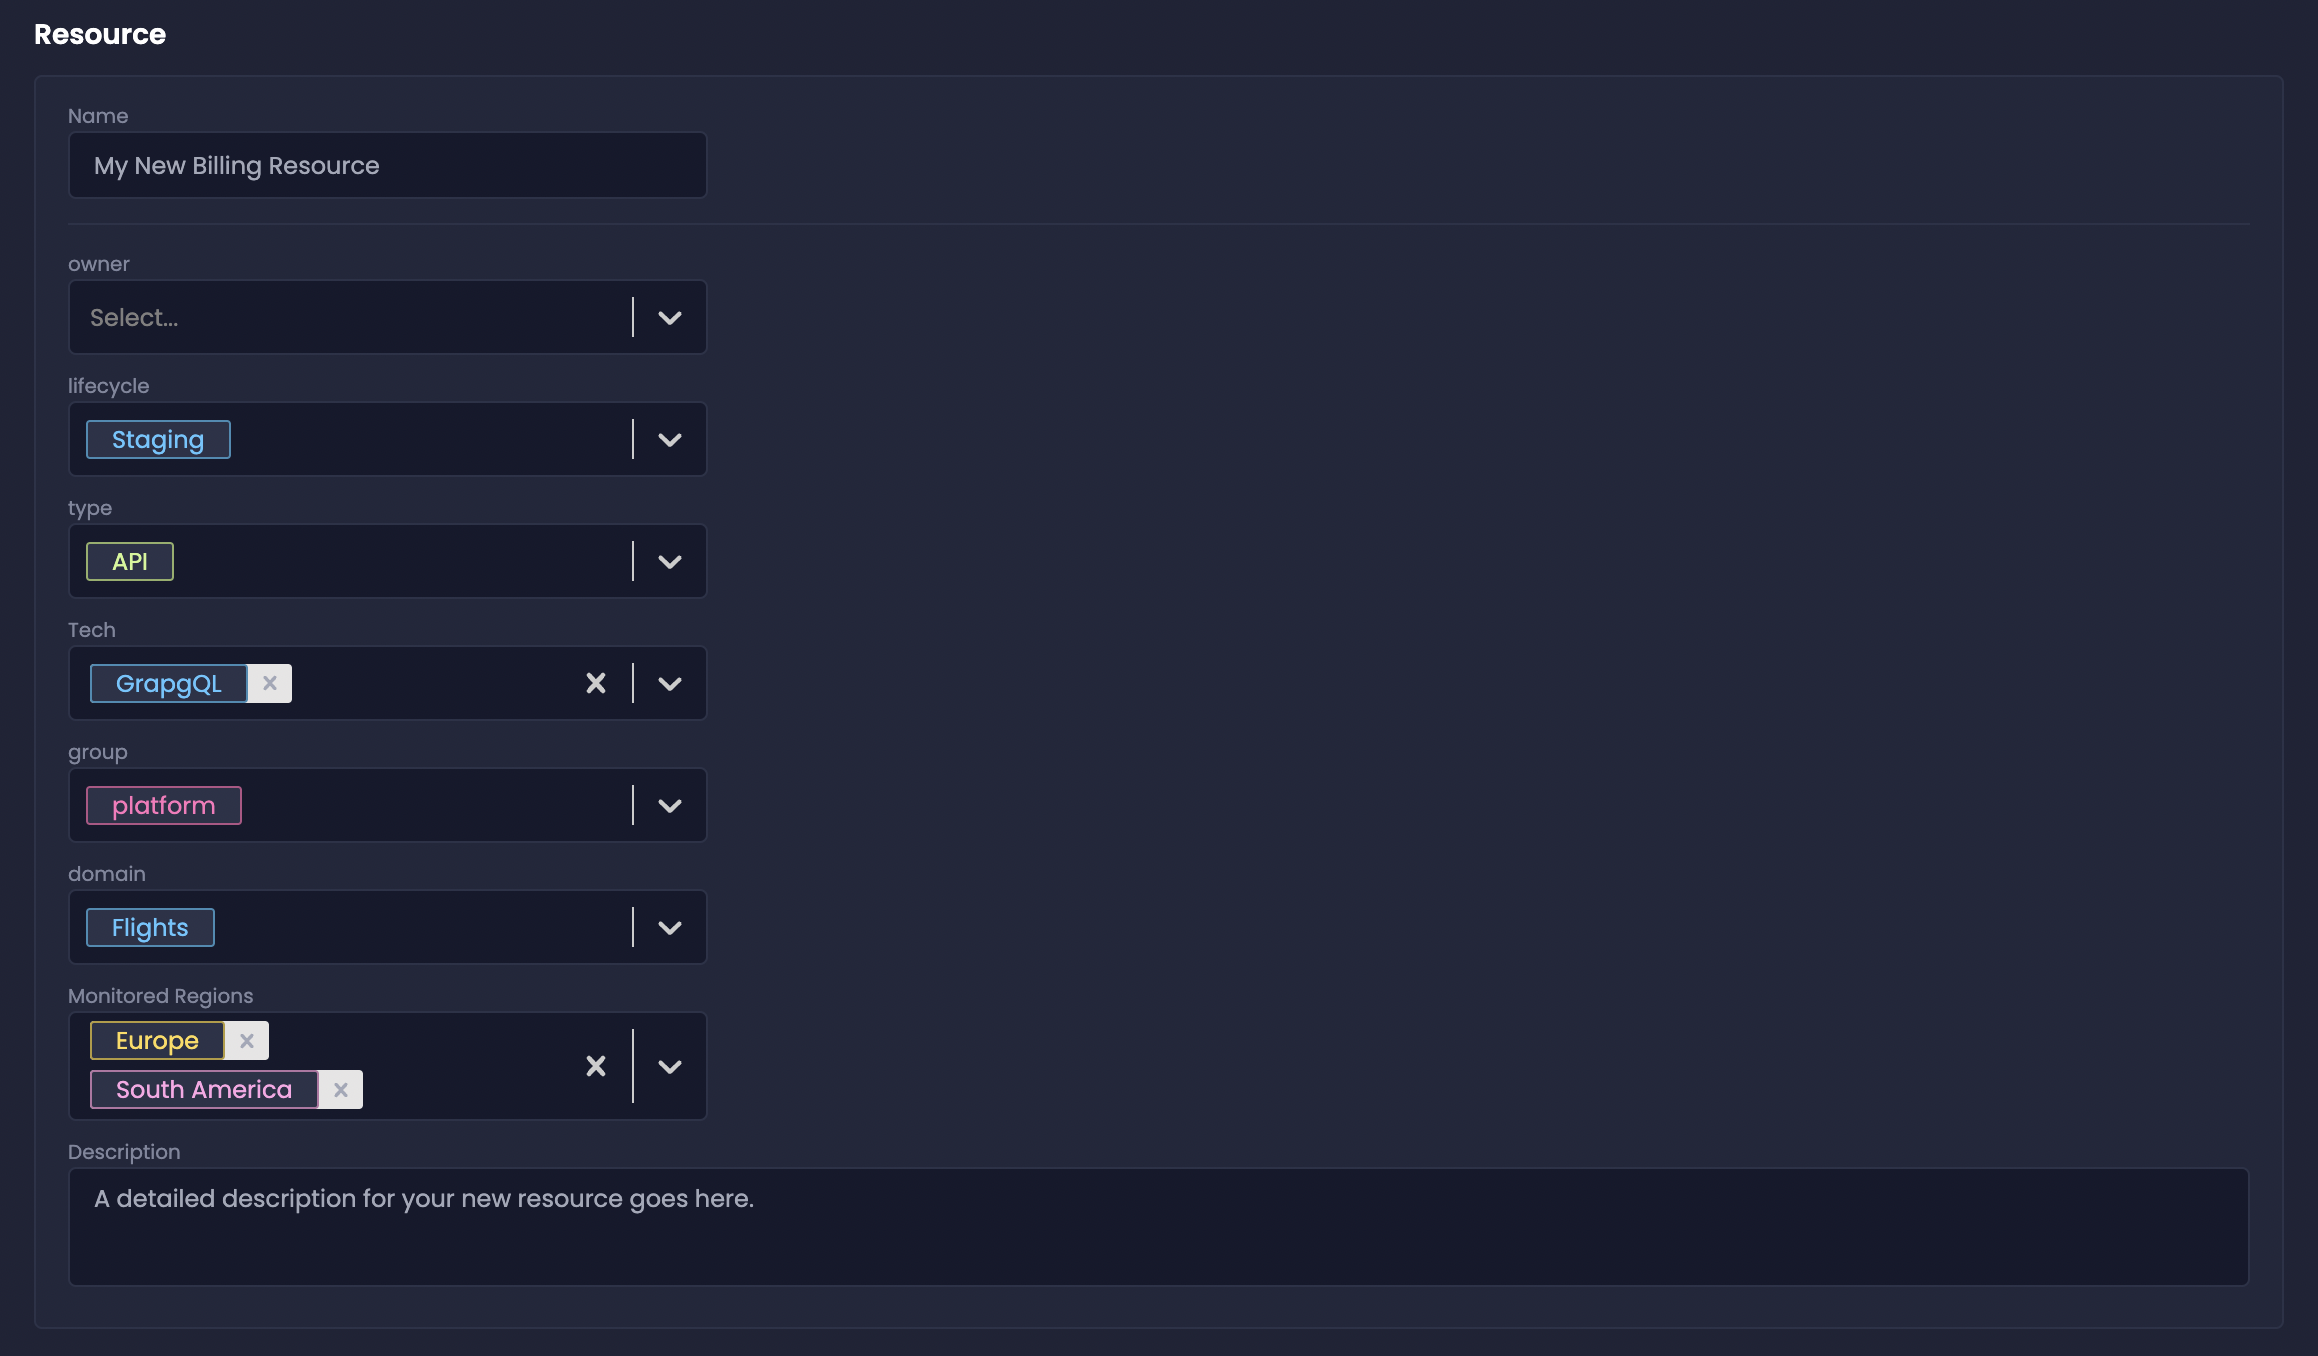 Resource
Name
My New Billing Resource
owner
Select...
lifecycle
Staging
type
API
Tech
GrapgQL
group
platform
domain
Flights
Monitored Regions
Europe
South America
Description
A detailed description for your new resource goes here.